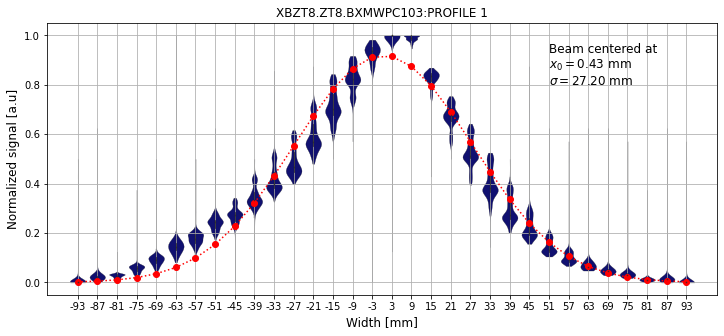 XBZT8.ZT8.BXMWPC103:PROFILE 1
Normalized signal [a.u]
1.0
0.8
0.6
0.4
0.2
0.0
Beam centered at
x₀ = 0.43 mm
σ = 27.20 mm
-93 -87 -81 -75 -69 -63 -57 -51 -45 -39 -33 -27 -21 -15 -9 -3 3 9 15 21 27 33 39 45 51 57 63 69 75 81 87 93
Width [mm]